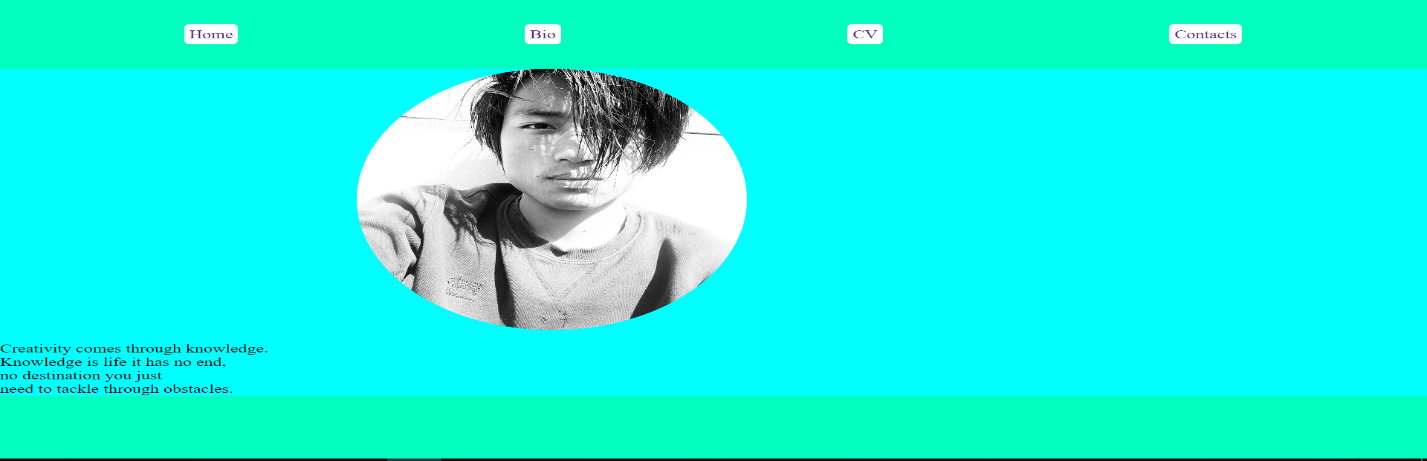 Home
Bio
CV
Contacts
Creativity comes through knowledge.
Knowledge is life it has no end,
no destination you just
need to tackle through obstacles.